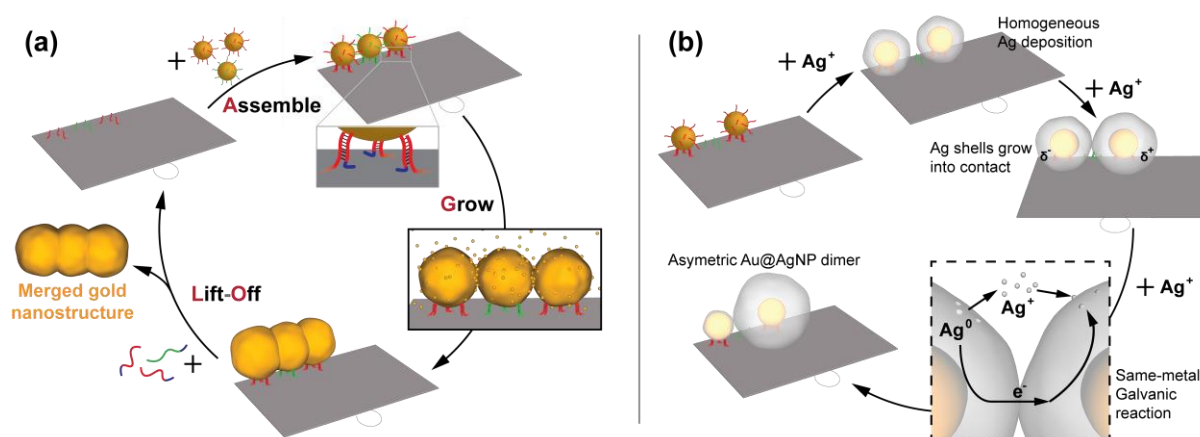 (a)
+
Assemble
Grow
Lift-Off
Merged gold
nanostructure
+
(b)
+ Ag⁺
Homogeneous
Ag deposition
+ Ag⁺
Ag shells grow
into contact
δ⁻
δ⁺
+ Ag⁺
Asymetric Au@AgNP dimer
Ag⁺
Ag⁰
e⁻
Same-metal
Galvanic
reaction